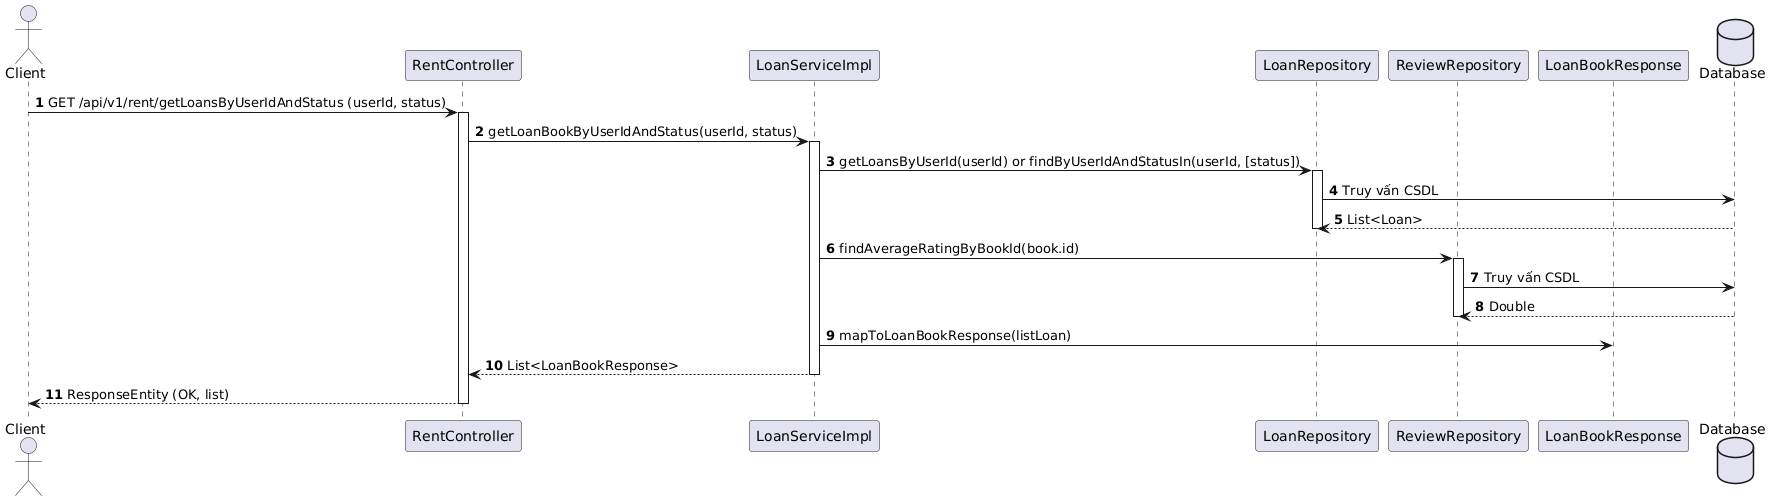 Client
RentController
LoanServiceImpl
LoanRepository
ReviewRepository
LoanBookResponse
Database
1 GET /api/v1/rent/getLoansByUserIdAndStatus (userId, status)
2 getLoanBookByUserIdAndStatus(userId, status)
3 getLoansByUserId(userId) or findByUserIdAndStatusIn(userId, [status])
4 Truy vấn CSDL
5 List<Loan>
6 findAverageRatingByBookId(book.id)
7 Truy vấn CSDL
8 Double
9 mapToLoanBookResponse(listLoan)
10 List<LoanBookResponse>
11 ResponseEntity (OK, list)
Client
RentController
LoanServiceImpl
LoanRepository
ReviewRepository
LoanBookResponse
Database